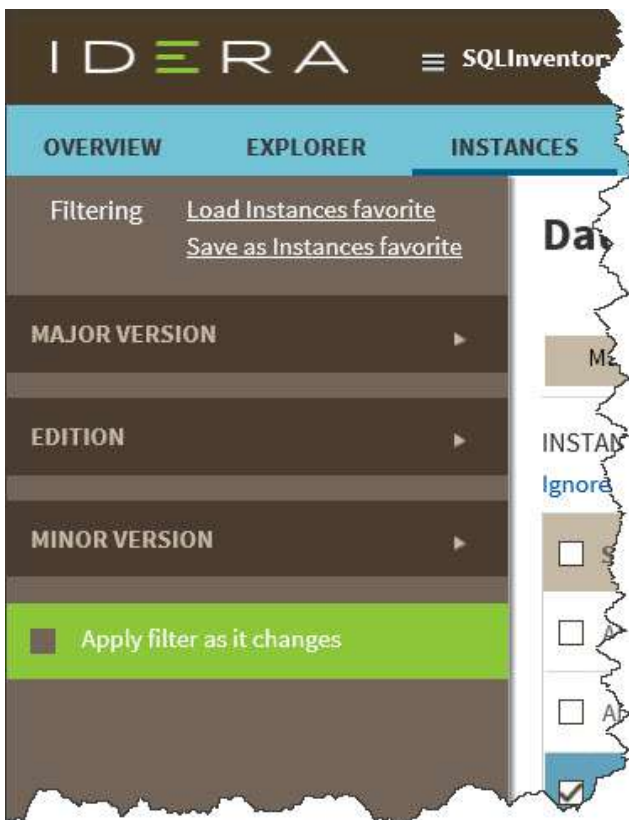 IDERA
SQLInventor
OVERVIEW EXPLORER INSTANCES
Filtering Load Instances favorite
Save as Instances favorite
MAJOR VERSION
EDITION
MINOR VERSION
Apply filter as it changes
Ignore